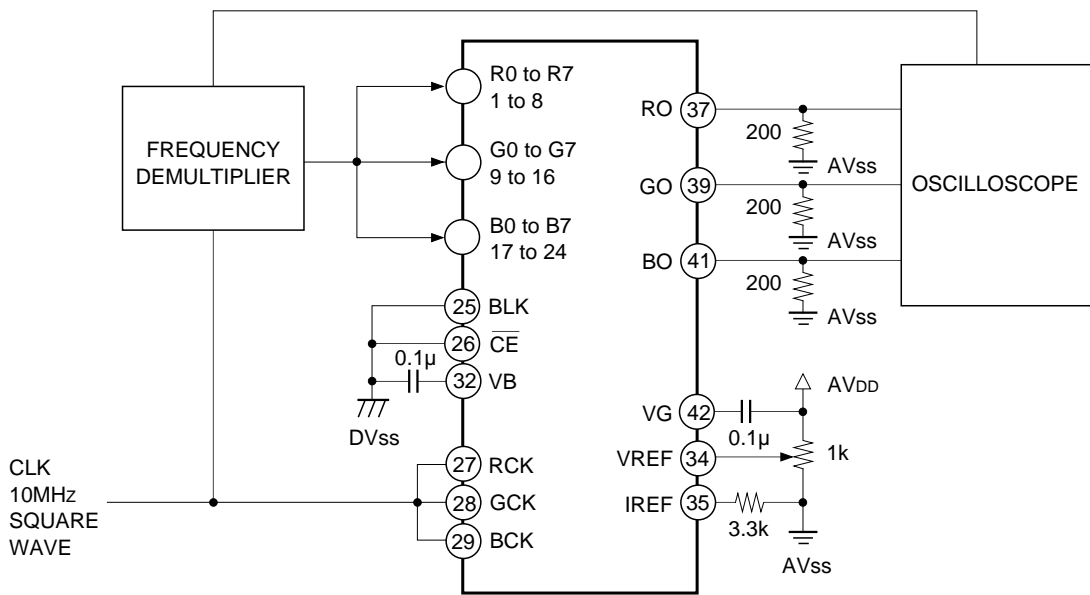 FREQUENCY
DEMULTIPLIER
R0 to R7
1 to 8
G0 to G7
9 to 16
B0 to B7
17 to 24
25 BLK
26 CE
0.1µ
32 VB
DVss
27 RCK
28 GCK
29 BCK
CLK
10MHz
SQUARE
WAVE
RO 37
200
AVss
GO 39
200
AVss
BO 41
200
AVss
OSCILLOSCOPE
AVDD
VG 42
0.1µ
1k
VREF 34
IREF 35
3.3k
AVss